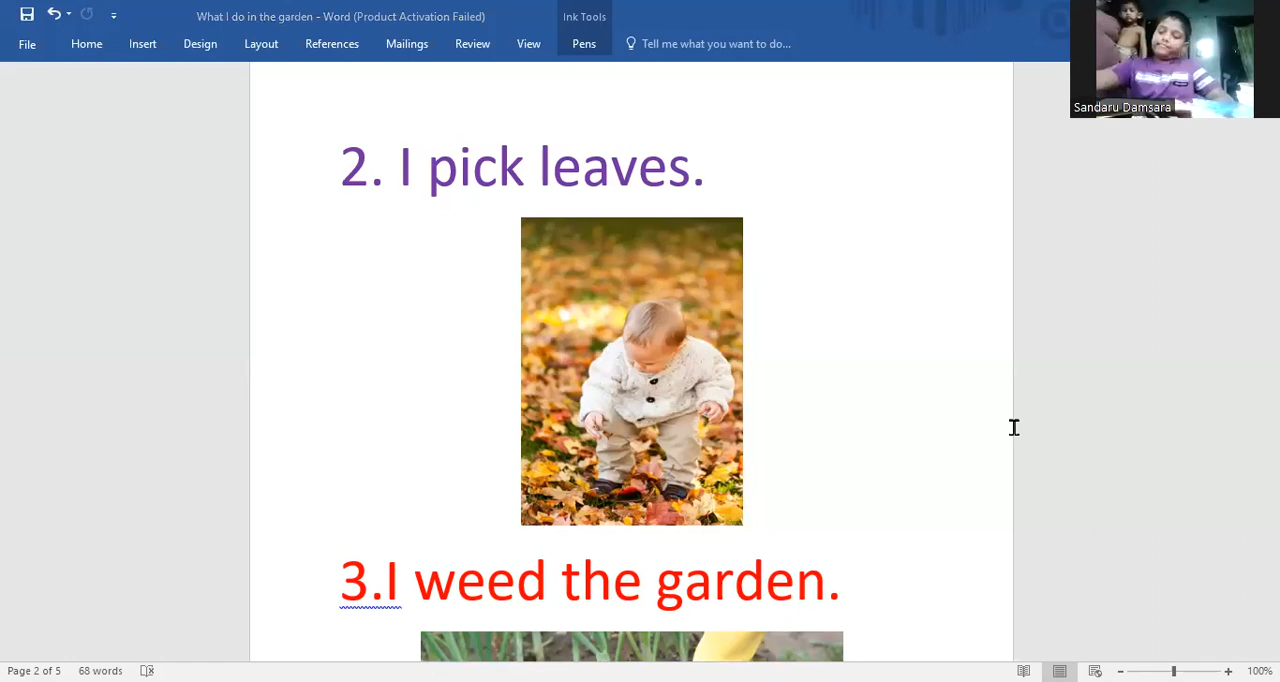 What I do in the garden - Word (Product Activation Failed)
Ink Tools
File Home Insert Design Layout References Mailings Review View Pens Tell me what you want to do...
Sandaru Damsara
2. I pick leaves.
3.I weed the garden.
Page 2 of 5 68 words 100%